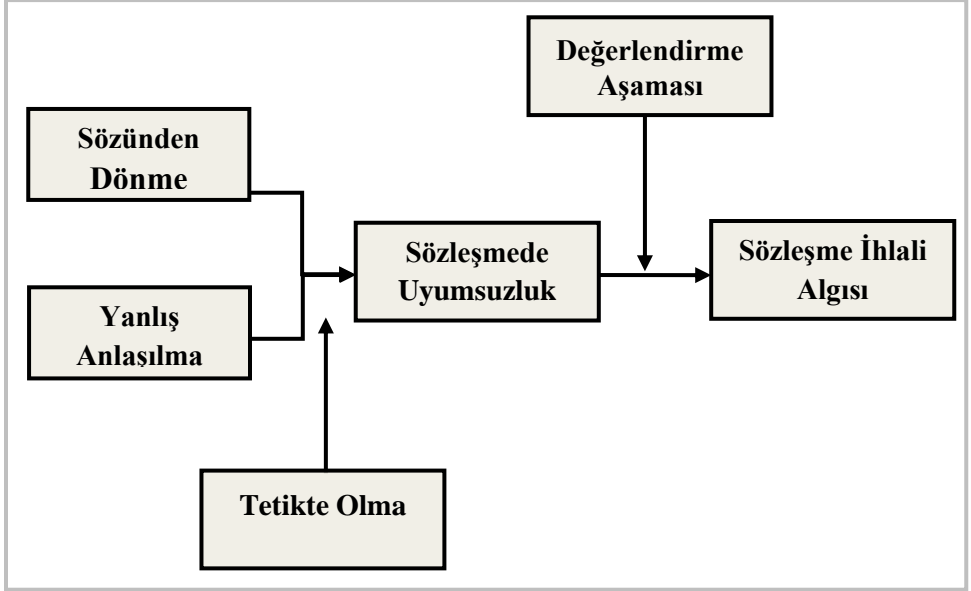 Değerlendirme
Aşaması
Sözünden
Dönme
Sözleşmede
Uyumsuzluk
Sözleşme İhlali
Algısı
Yanlış
Anlaşılma
Tetikte Olma